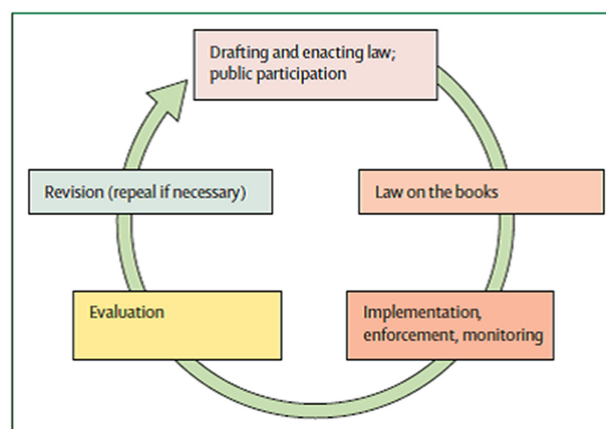 Drafting and enacting law;
public participation
Law on the books
Implementation,
enforcement, monitoring
Evaluation
Revision (repeal if necessary)